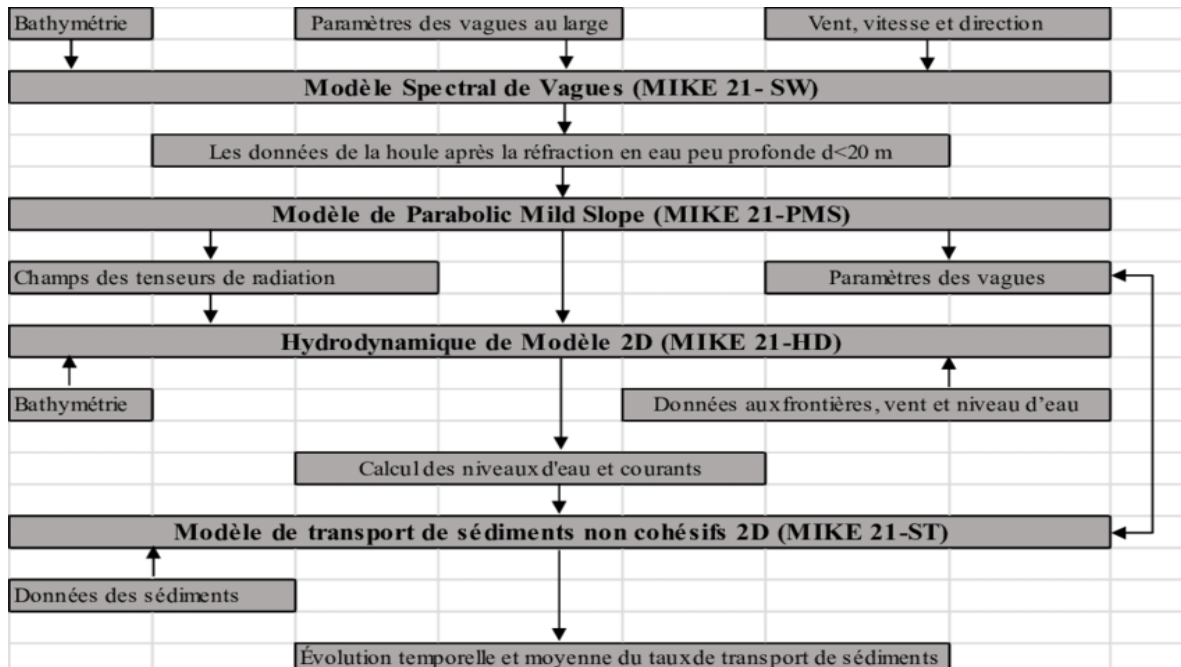 Bathymétrie
Paramètres des vagues au large
Vent, vitesse et direction
Modèle Spectral de Vagues (MIKE 21- SW)
Les données de la houle après la réfraction en eau peu profonde d<20 m
Modèle de Parabolic Mild Slope (MIKE 21-PMS)
Champs des tenseurs de radiation
Paramètres des vagues
Hydrodynamique de Modèle 2D (MIKE 21-HD)
Bathymétrie
Données aux frontières, vent et niveau d’eau
Calcul des niveaux d'eau et courants
Modèle de transport de sédiments non cohésifs 2D (MIKE 21-ST)
Données des sédiments
Évolution temporelle et moyenne du taux de transport de sédiments